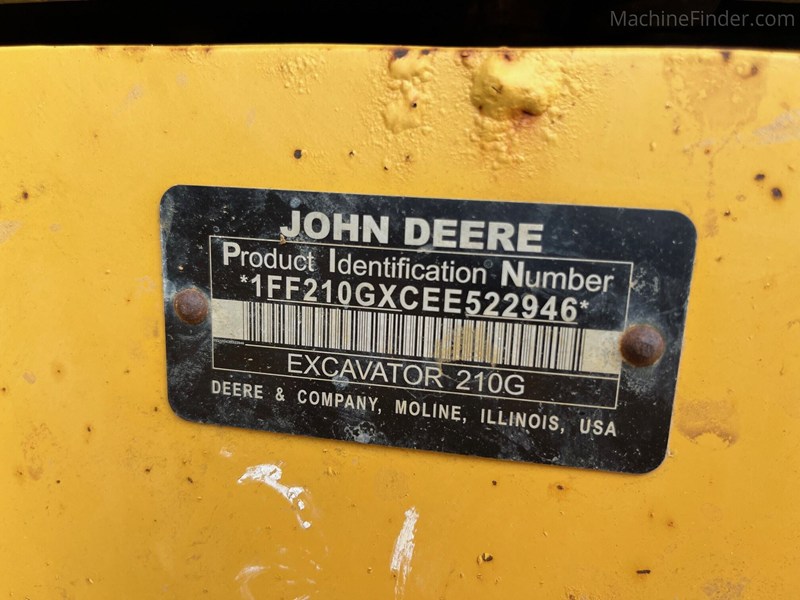 MachineFinder.com
JOHN DEERE
Product Identification Number
*1FF210GXCEE522946*
EXCAVATOR 210G
DEERE & COMPANY, MOLINE, ILLINOIS, USA